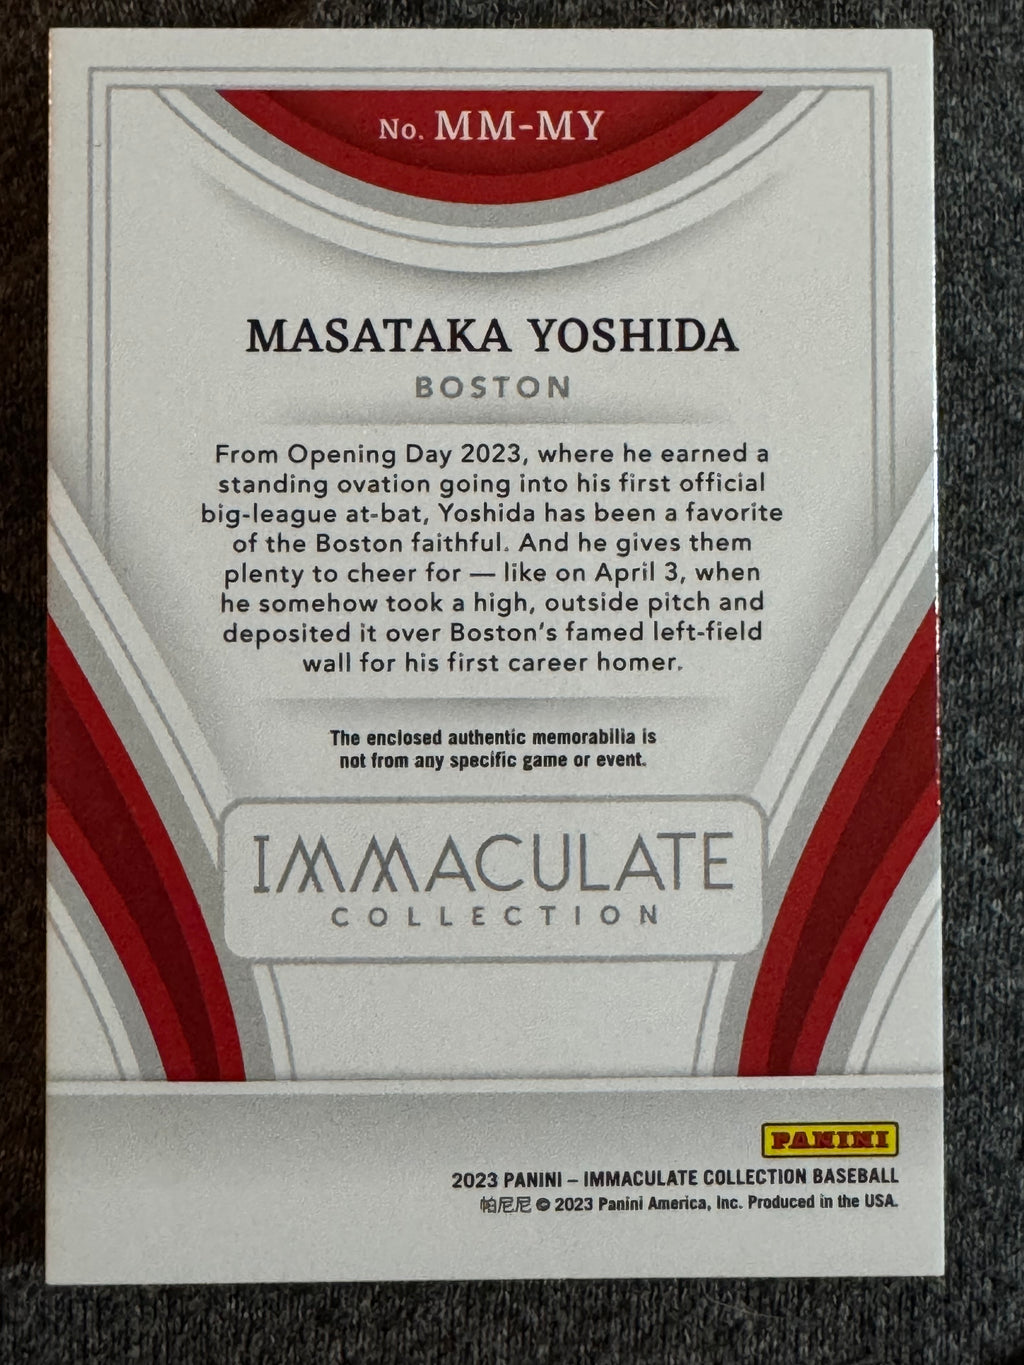 No. MM-MY
MASATAKA YOSHIDA
BOSTON
From Opening Day 2023, where he earned a
standing ovation going into his first official
big-league at-bat, Yoshida has been a favorite
of the Boston faithful. And he gives them
plenty to cheer for — like on April 3, when
he somehow took a high, outside pitch and
deposited it over Boston's famed left-field
wall for his first career homer.
The enclosed authentic memorabilia is
not from any specific game or event.
IMMACULATE
COLLECTION
PANINI
2023 PANINI – IMMACULATE COLLECTION BASEBALL
帕尼尼 © 2023 Panini America, Inc. Produced in the USA.